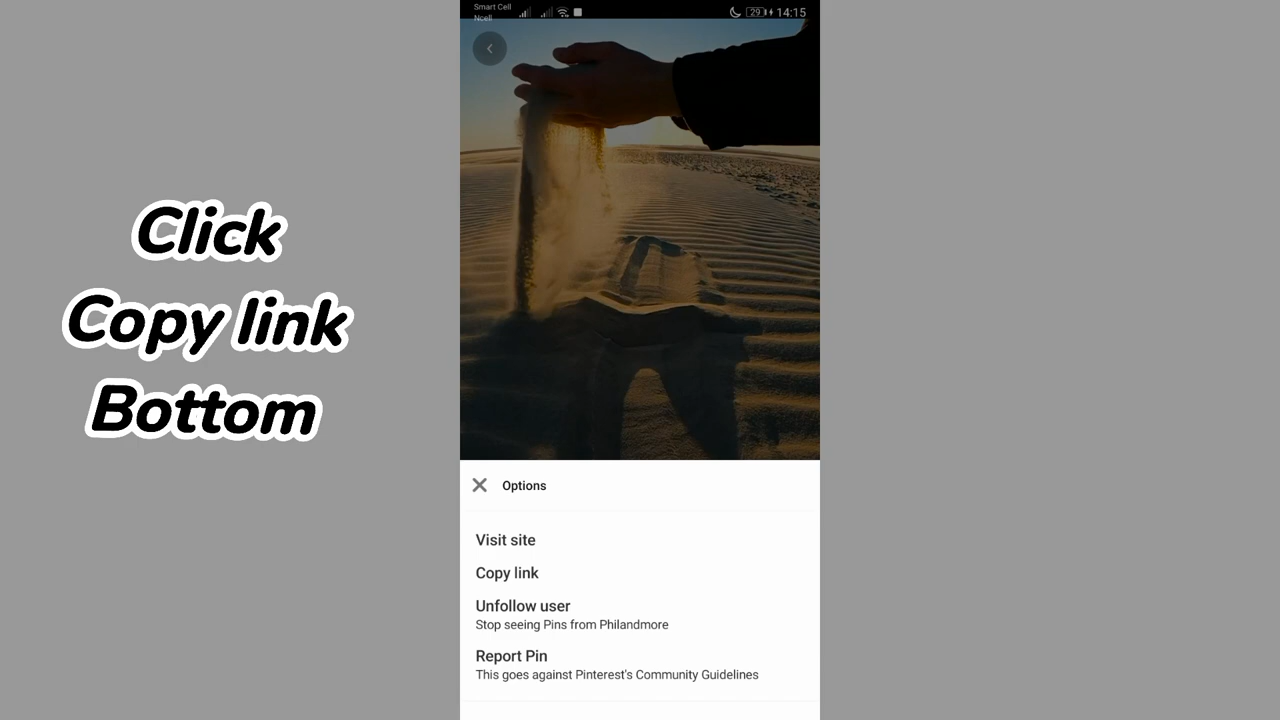 Smart Cell
Ncell
29
14:15
Click
Copy link
Bottom
Options
Visit site
Copy link
Unfollow user
Stop seeing Pins from Philandmore
Report Pin
This goes against Pinterest's Community Guidelines